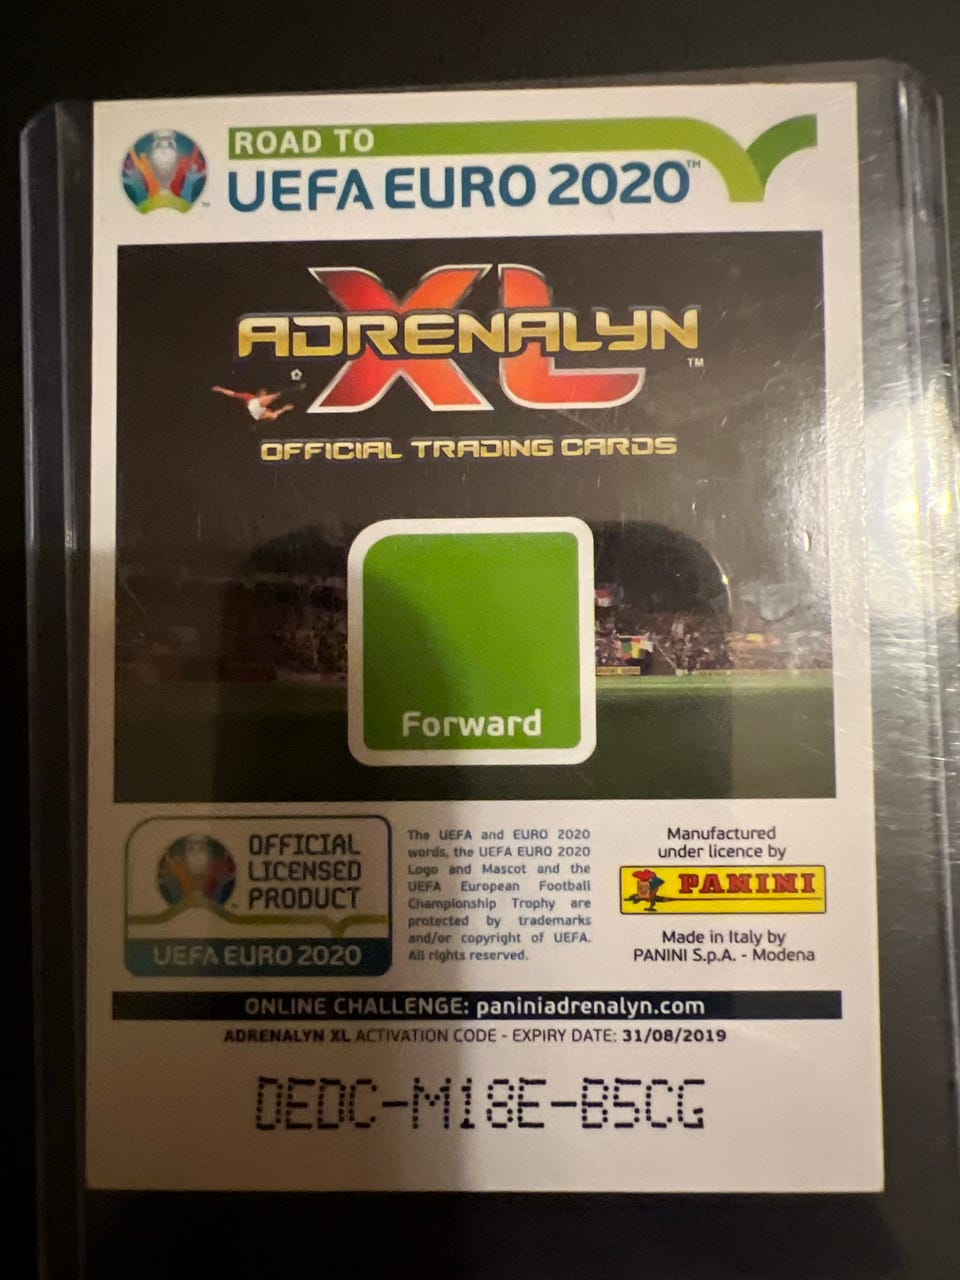 ROAD TO
UEFA EURO 2020™
ADRENALYN XL™
OFFICIAL TRADING CARDS
Forward
OFFICIAL
LICENSED
PRODUCT
UEFA EURO 2020
The UEFA and EURO 2020
words, the UEFA EURO 2020
Logo and Mascot and the
UEFA European Football
Championship Trophy are
protected by trademarks
and/or copyright of UEFA.
All rights reserved.
Manufactured
under licence by
PANINI
Made in Italy by
PANINI S.p.A. - Modena
ONLINE CHALLENGE: paniniadrenalyn.com
ADRENALYN XL ACTIVATION CODE - EXPIRY DATE: 31/08/2019
DEDC-M18E-B5CG